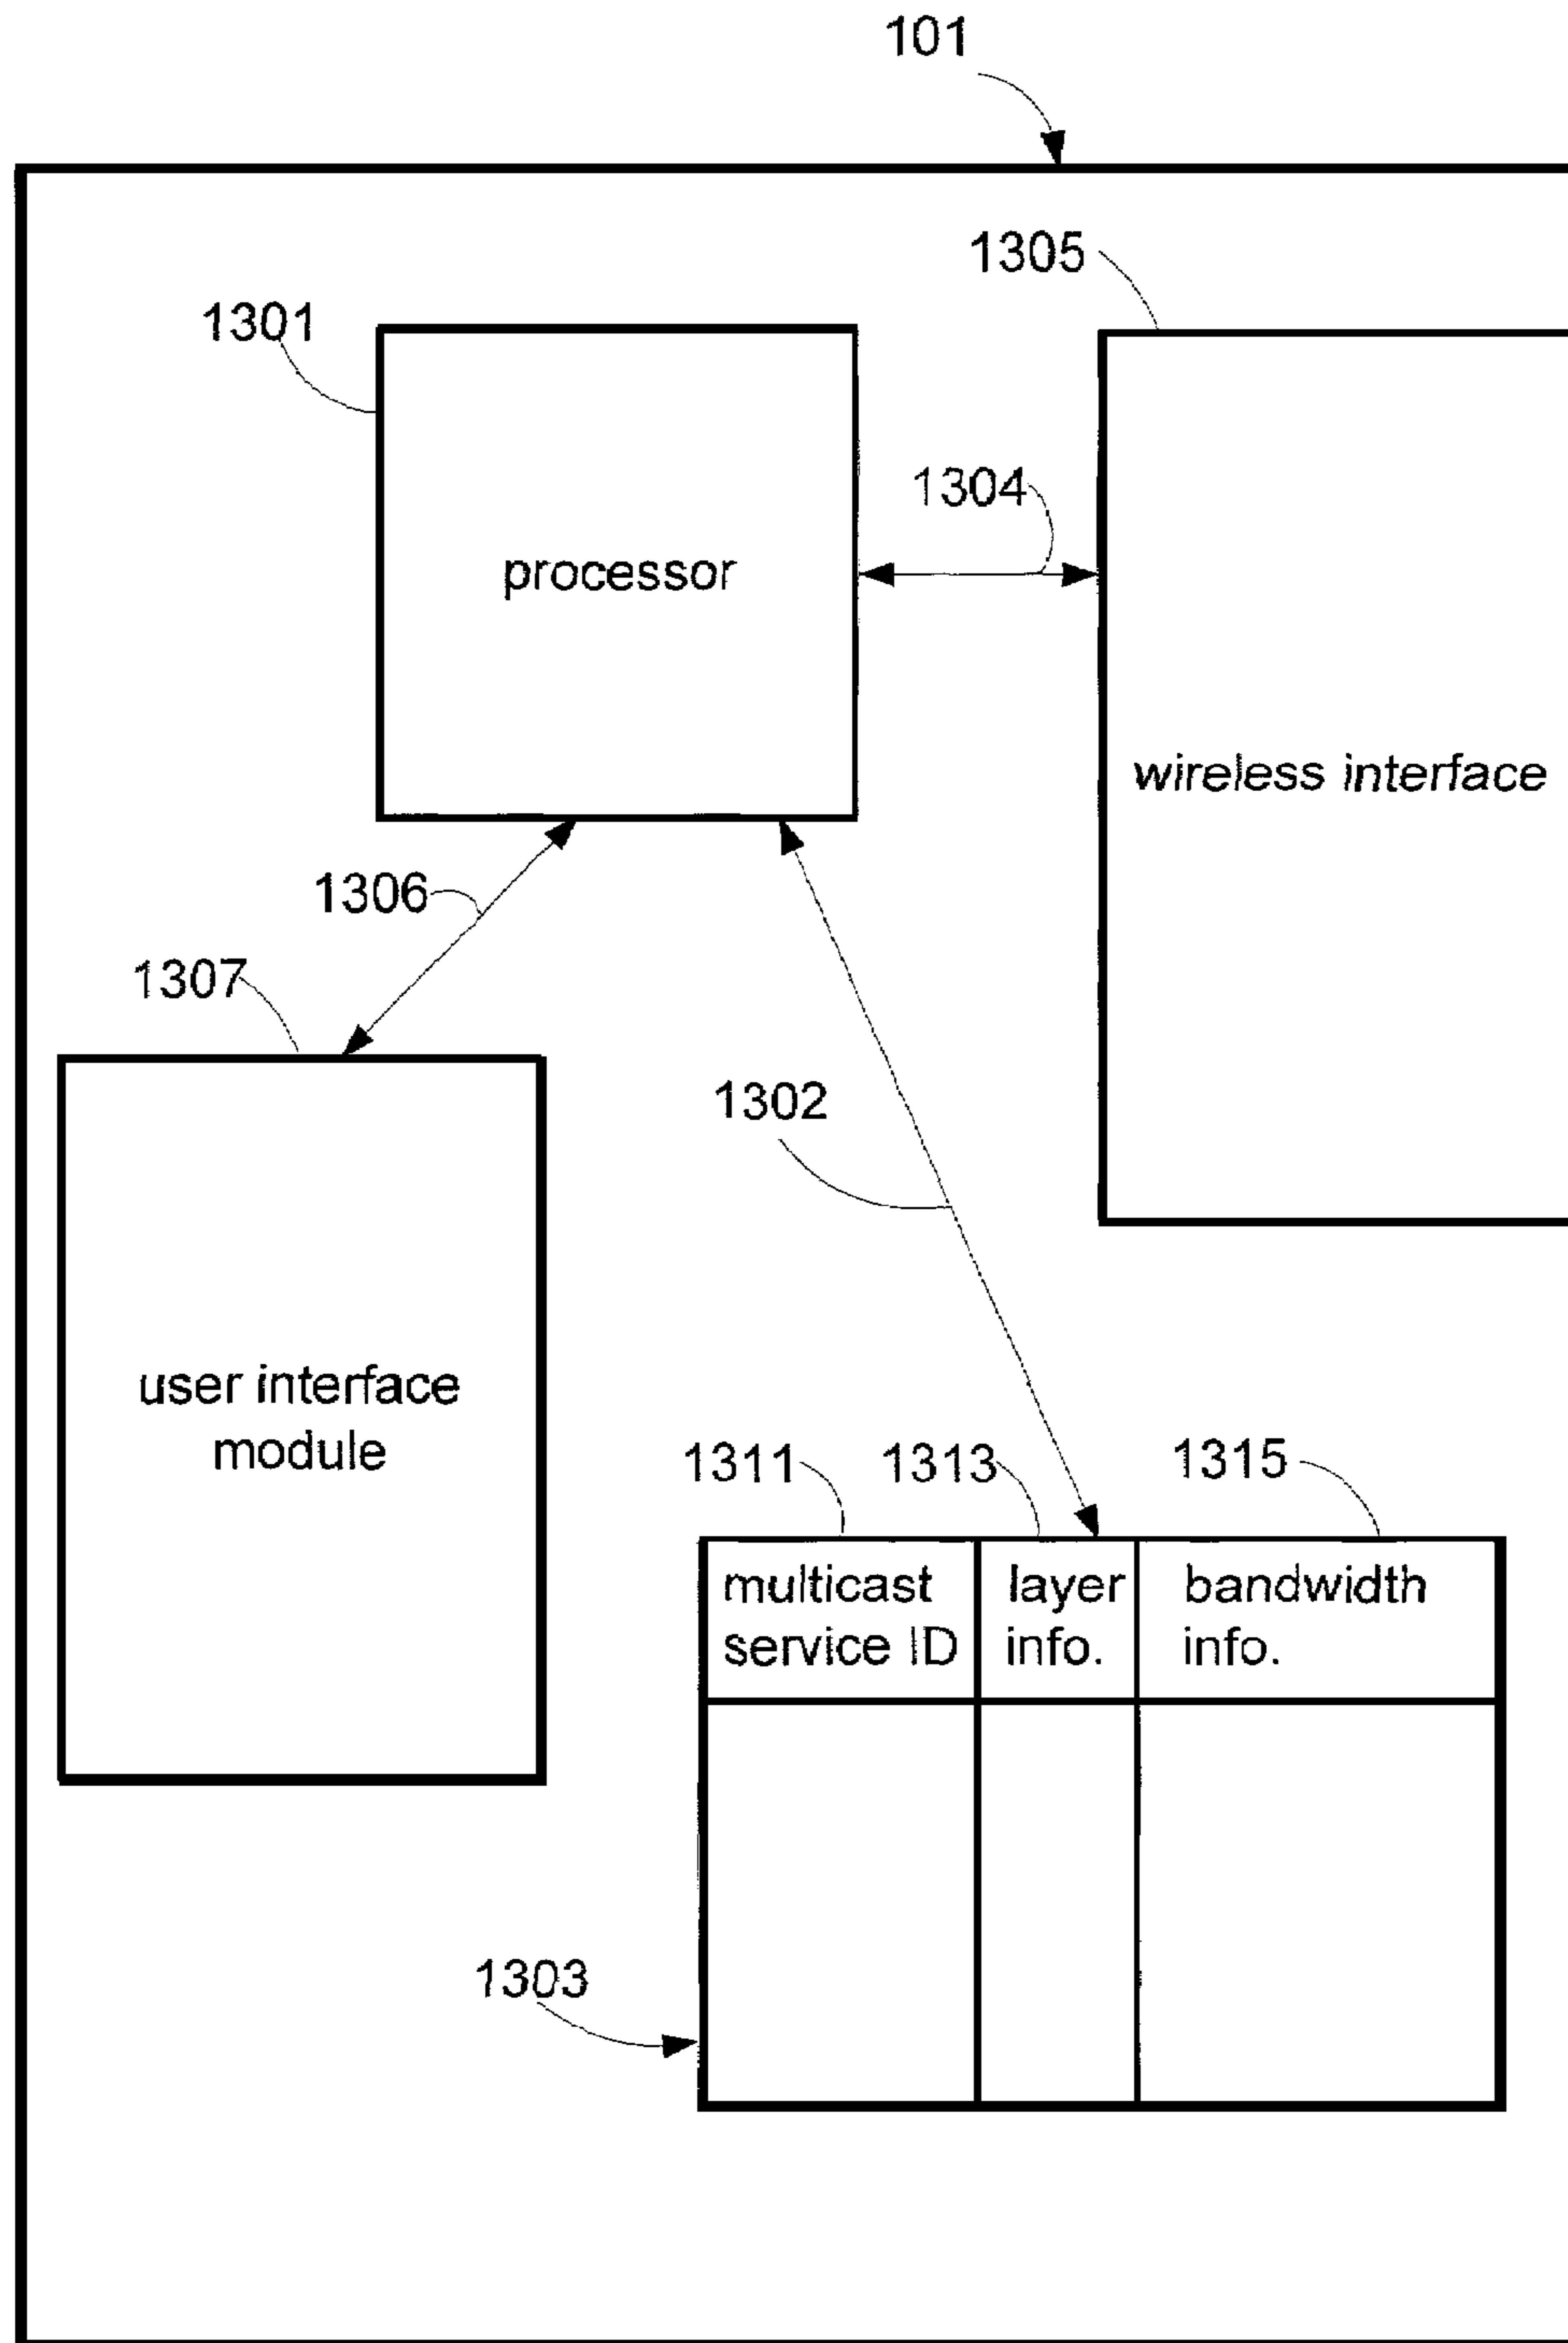 101
1305
1301
1304
processor
wireless interface
1306
1307
1302
user interface
module
1311
1313
1315
multicast
service ID
layer
info.
bandwidth
info.
1303